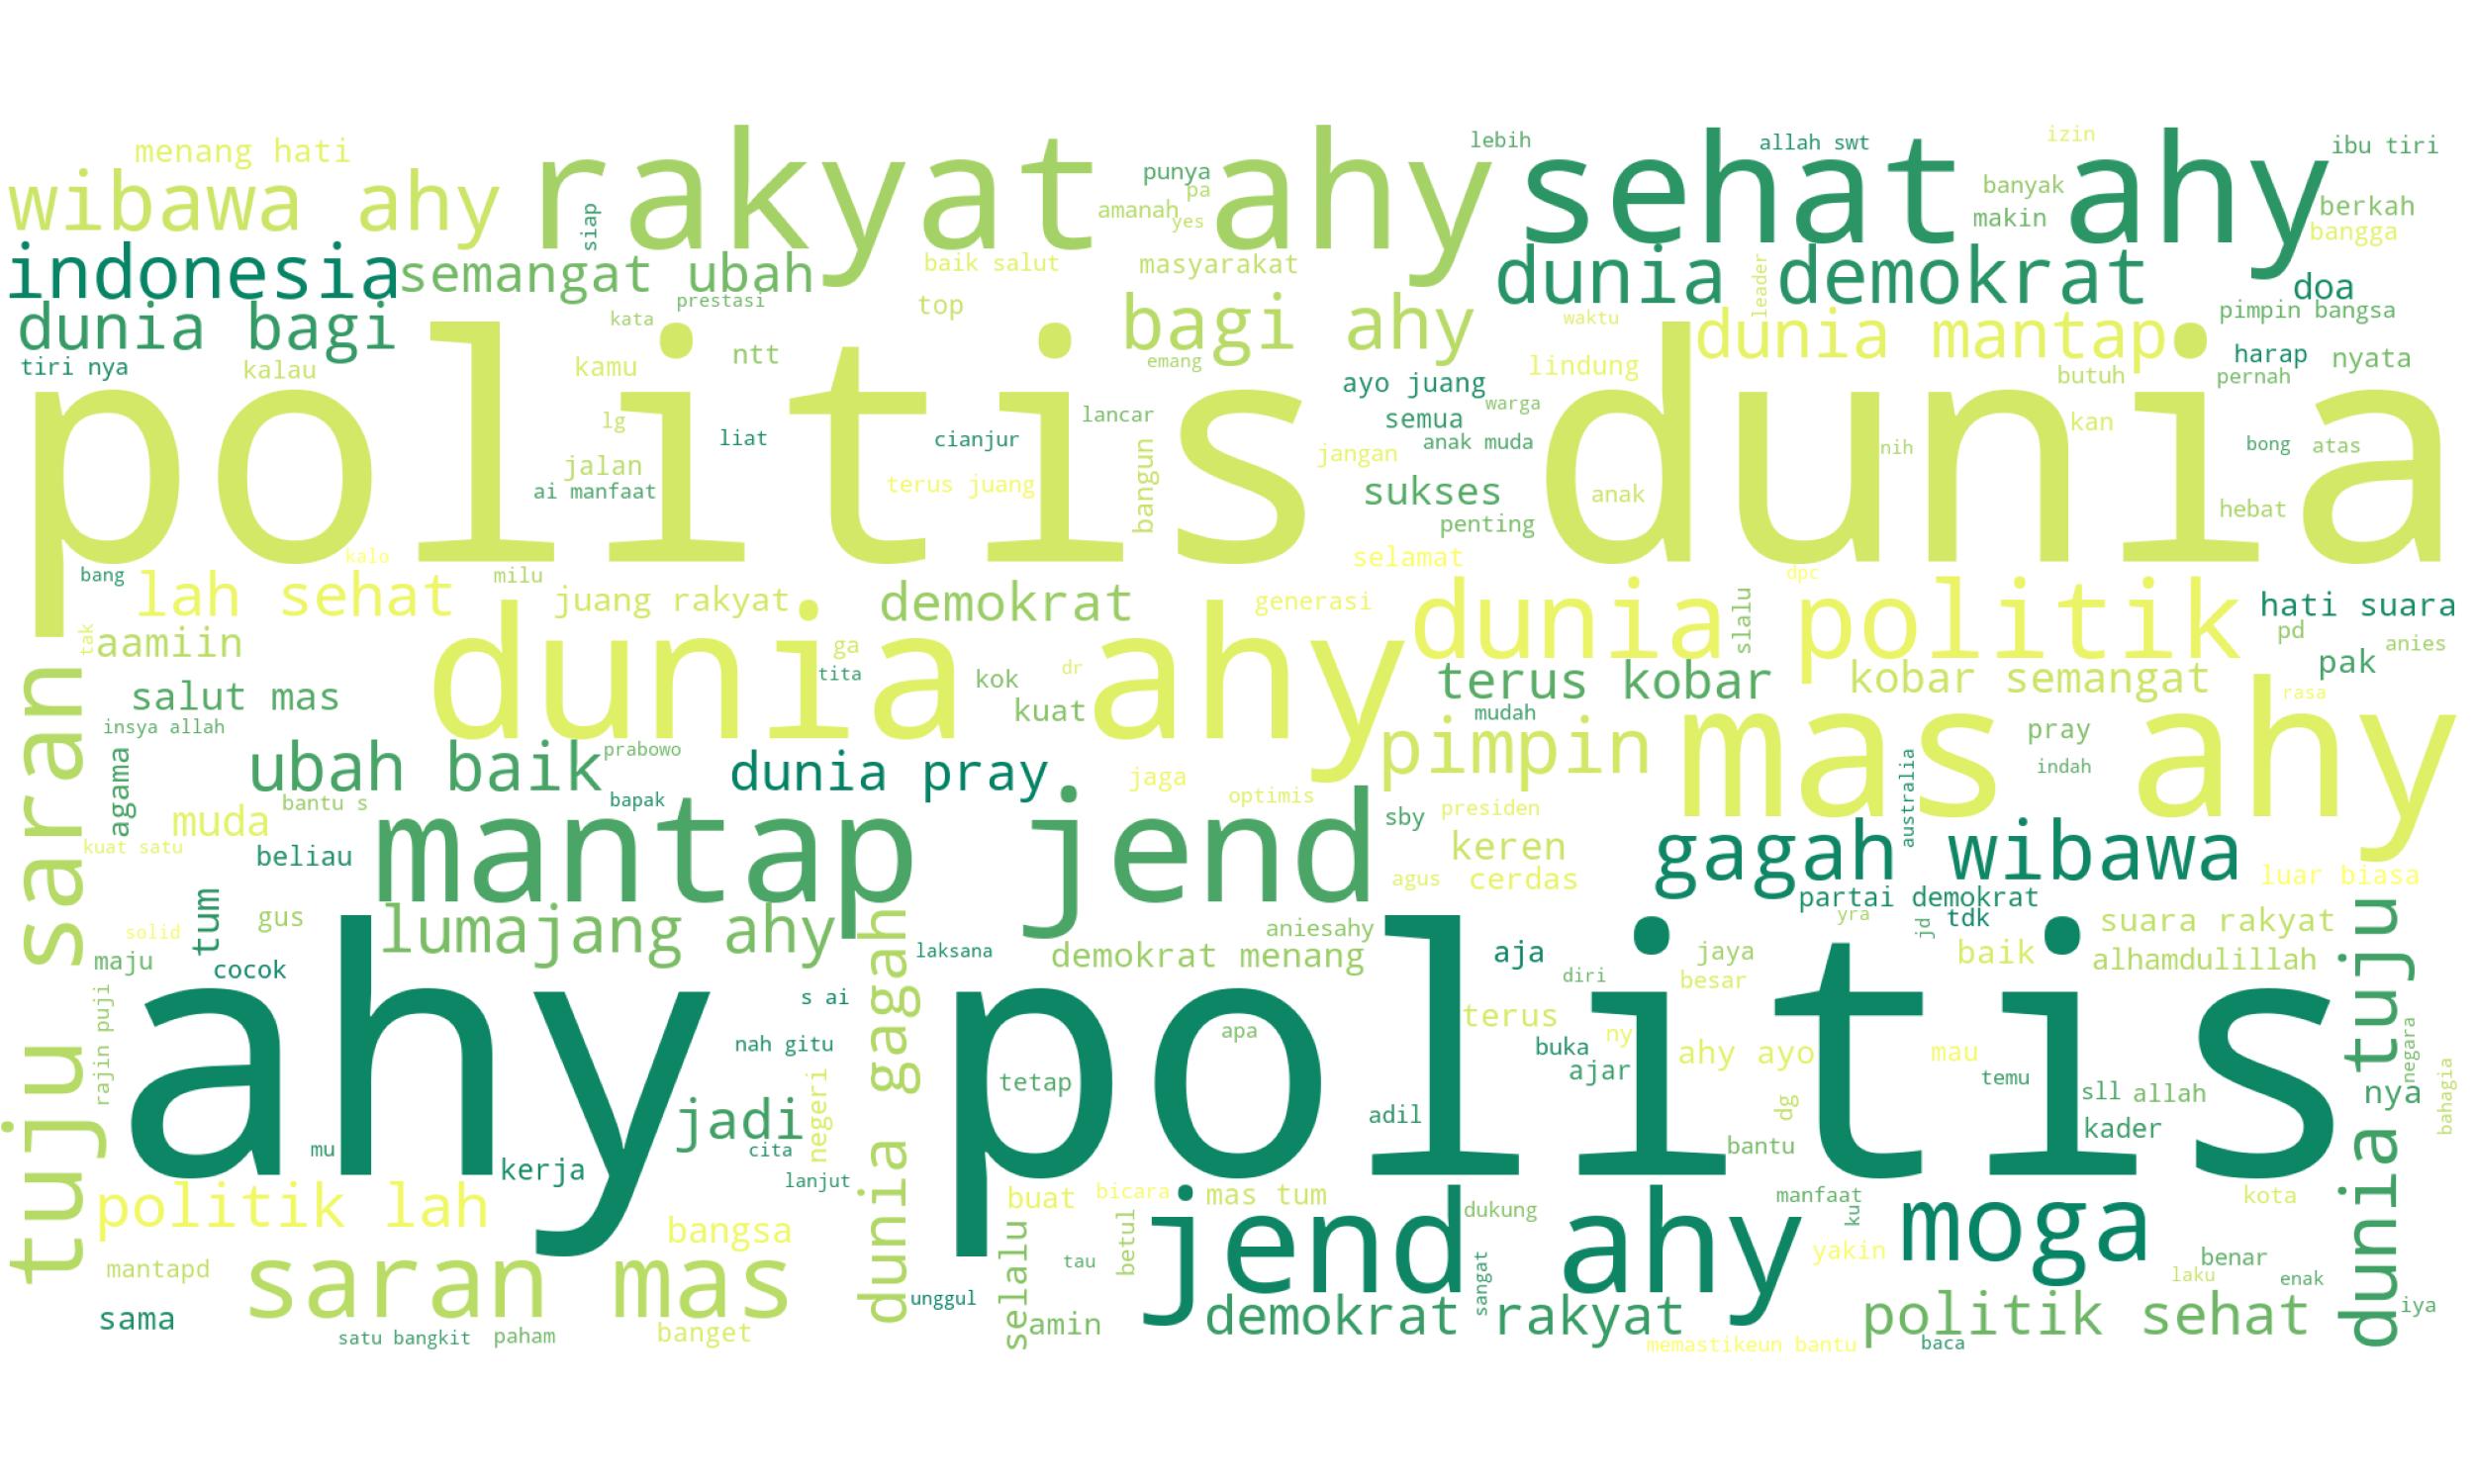 menang hati
rakyat ahy
sehat ahy
lebih
allah swt
izin
ibu tiri
wibawa ahy
siap
punya
pa
amanah
yes
banyak
makin
berkah
bangga
indonesia
semangat ubah
baik salut
masyarakat
dunia demokrat
leader
doa
dunia bagi
prestasi
kata
top
bagi ahy
waktu
dunia mantap
pimpin bangsa
tiri nya
kalau
kamu
ntt
emang
lindung
harap
nyata
butuh
pernah
politis dunia
ayo juang
semua
warga
kan
lg
liat
cianjur
lancar
anak muda
nih
bong
atas
jalan
ai manfaat
terus juang
bangun
jangan
sukses
anak
penting
hebat
kalo
selamat
bang
lah sehat
milu
juang rakyat
demokrat
generasi
dpc
dunia politik
slalu
hati suara
tak
aamiin
dunia ahy
ga
tita
kok
dr
kuat
pd
anies
pak
terus kobar
kobar semangat
rasa
salut mas
insya allah
mudah
mas ahy
pimpin
pray
indah
agama
ubah baik
prabowo
dunia pray
jaga
optimis
australia
tuju saran
muda
bantu s
bapak
mantap jend
sby
presiden
kuat satu
beliau
keren
agus
cerdas
gagah wibawa
luar biasa
partai demokrat
tum
gus
lumajang ahy
solid
aniesahy
yra
jd
tdk
suara rakyat
maju
cocok
laksana
demokrat menang
aja
jaya
baik
alhamdulillah
diri
besar
rajin puji
ahy politis
s ai
dunia gagah
nah gitu
apa
terus
ny
buka
ahy ayo
mau
negara
tetap
ajar
temu
sll
allah
nya
bahagia
jadi
negeri
adil
dg
kader
mu
cita
bantu
kerja
lanjut
dunia tuju
politik lah
buat
bicara
mas tum
manfaat
kota
bangsa
selalu
betul
jend ahy
dukung
ku
moga
yakin
mantapd
saran mas
tau
sangat
benar
laku
enak
unggul
sama
satu bangkit
paham
banget
amin
demokrat rakyat
politik sehat
iya
memastikeun bantu
baca